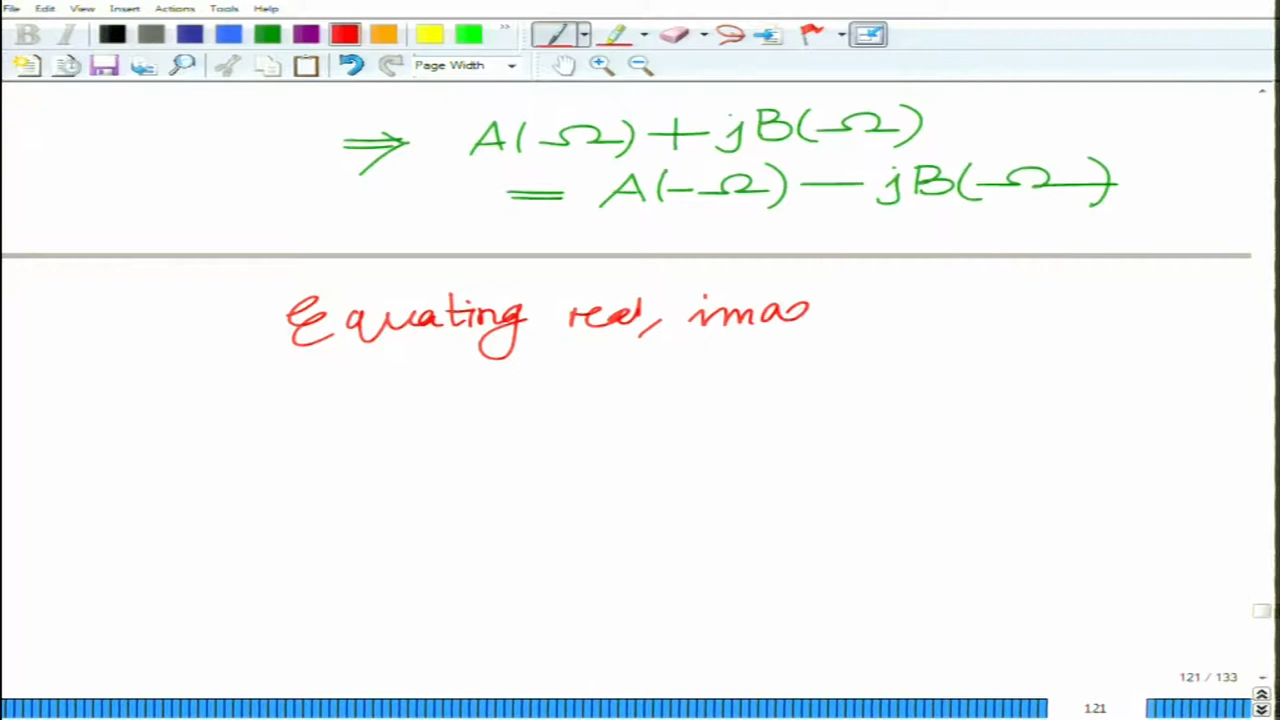 File Edit View Insert Actions Tools Help
B I
Page Width
⇒ A(Ω) + jB(Ω)
= A(-Ω) - jB(-Ω)
Equating real, imag
121 / 133
121